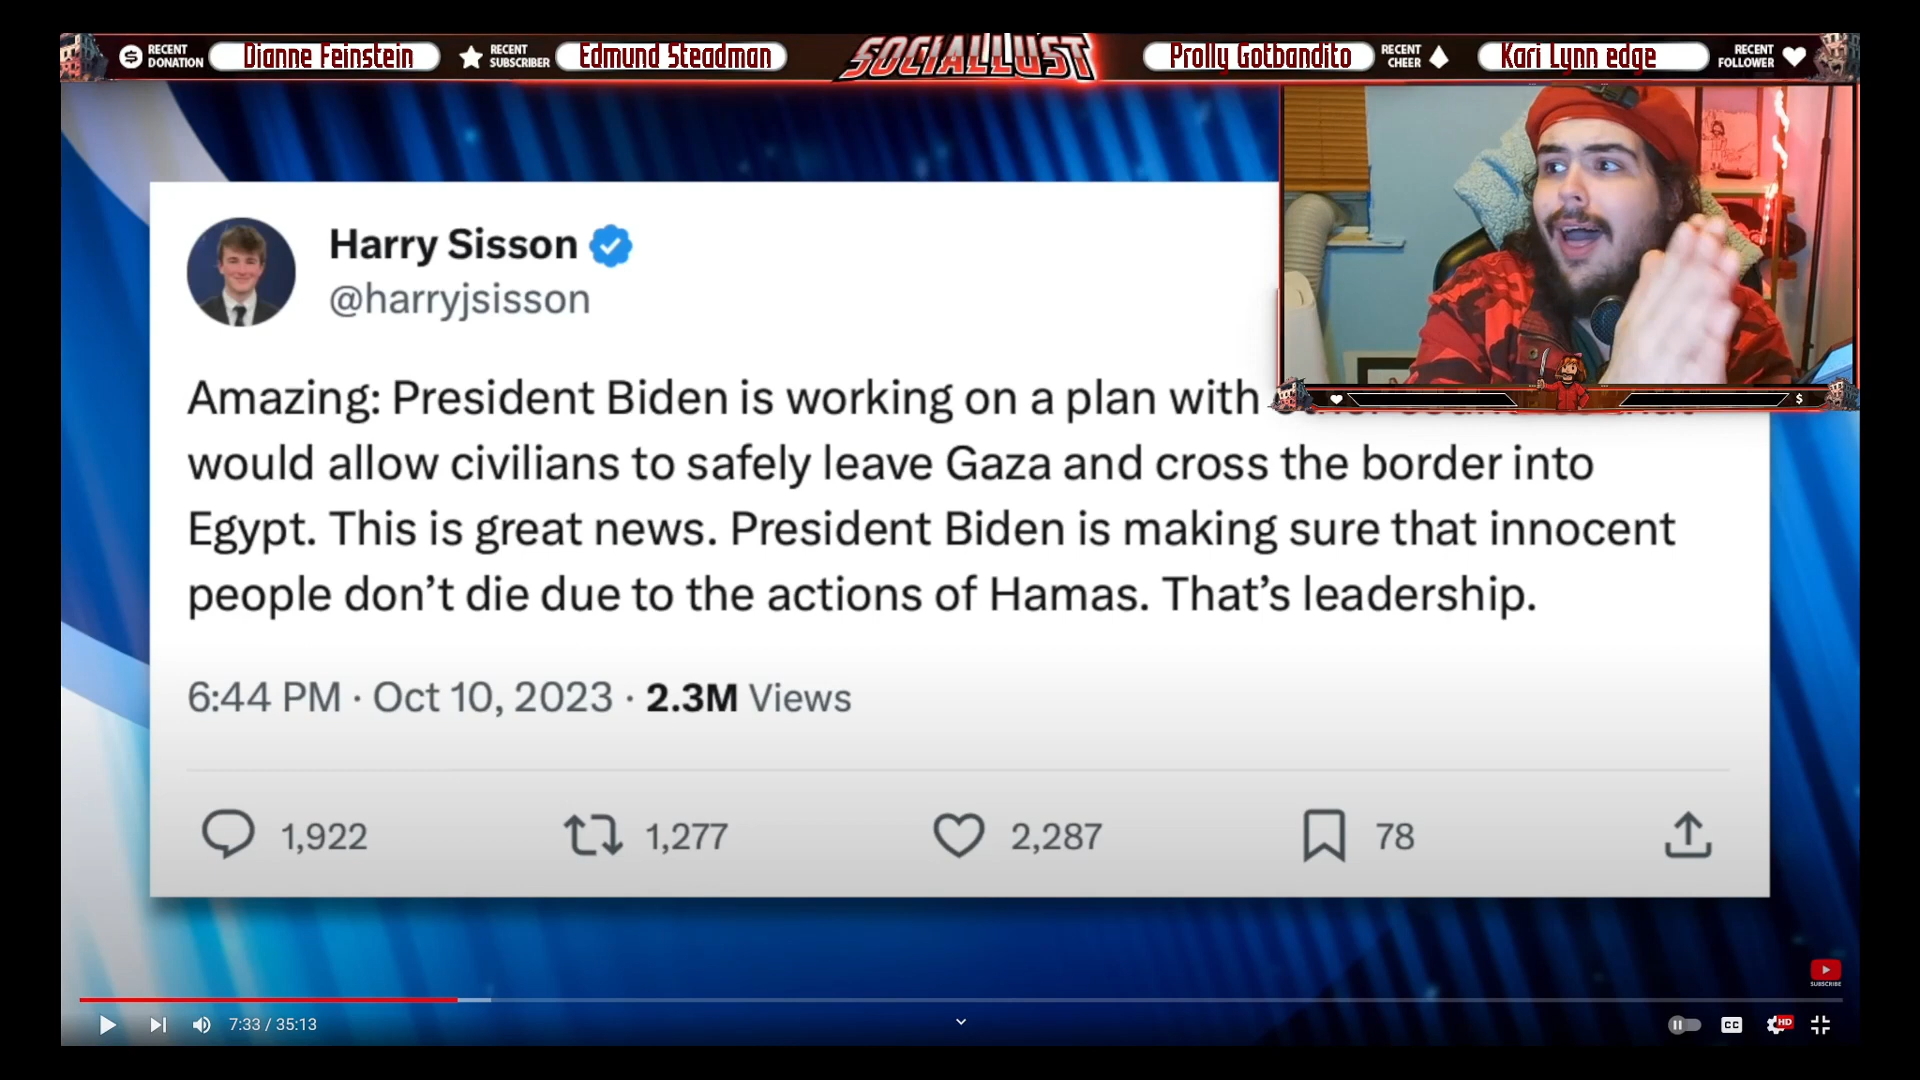 RECENT
DONATION
Dianne Feinstein
RECENT
SUBSCRIBER
Edmund Steadman
SOCIALLUST
Prolly Gotbandito
RECENT
CHEER
Kari Lynn edge
RECENT
FOLLOWER
Harry Sisson
@harryjsisson
Amazing: President Biden is working on a plan with
would allow civilians to safely leave Gaza and cross the border into
Egypt. This is great news. President Biden is making sure that innocent
people don’t die due to the actions of Hamas. That’s leadership.
6:44 PM · Oct 10, 2023 · 2.3M Views
1,922 1,277 2,287 78
SUBSCRIBE
7:33 / 35:13
CC
HD